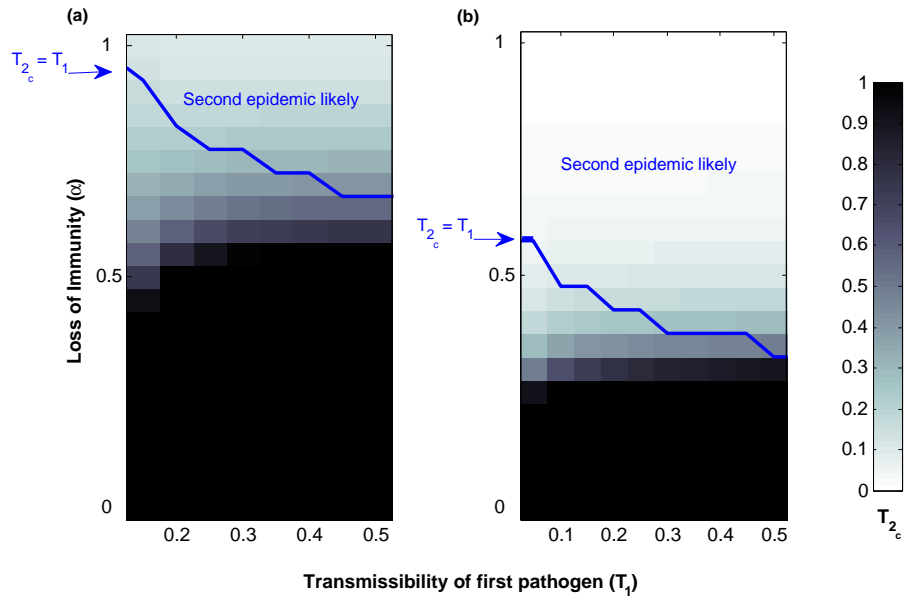 (a)
(b)
T2c = T1
Second epidemic likely
1
0.5
0
0.2
0.3
0.4
0.5
Loss of Immunity (α)
T2c = T1
Second epidemic likely
1
0.5
0
0.1
0.2
0.3
0.4
0.5
1
0.9
0.8
0.7
0.6
0.5
0.4
0.3
0.2
0.1
0
T2c
Transmissibility of first pathogen (T1)